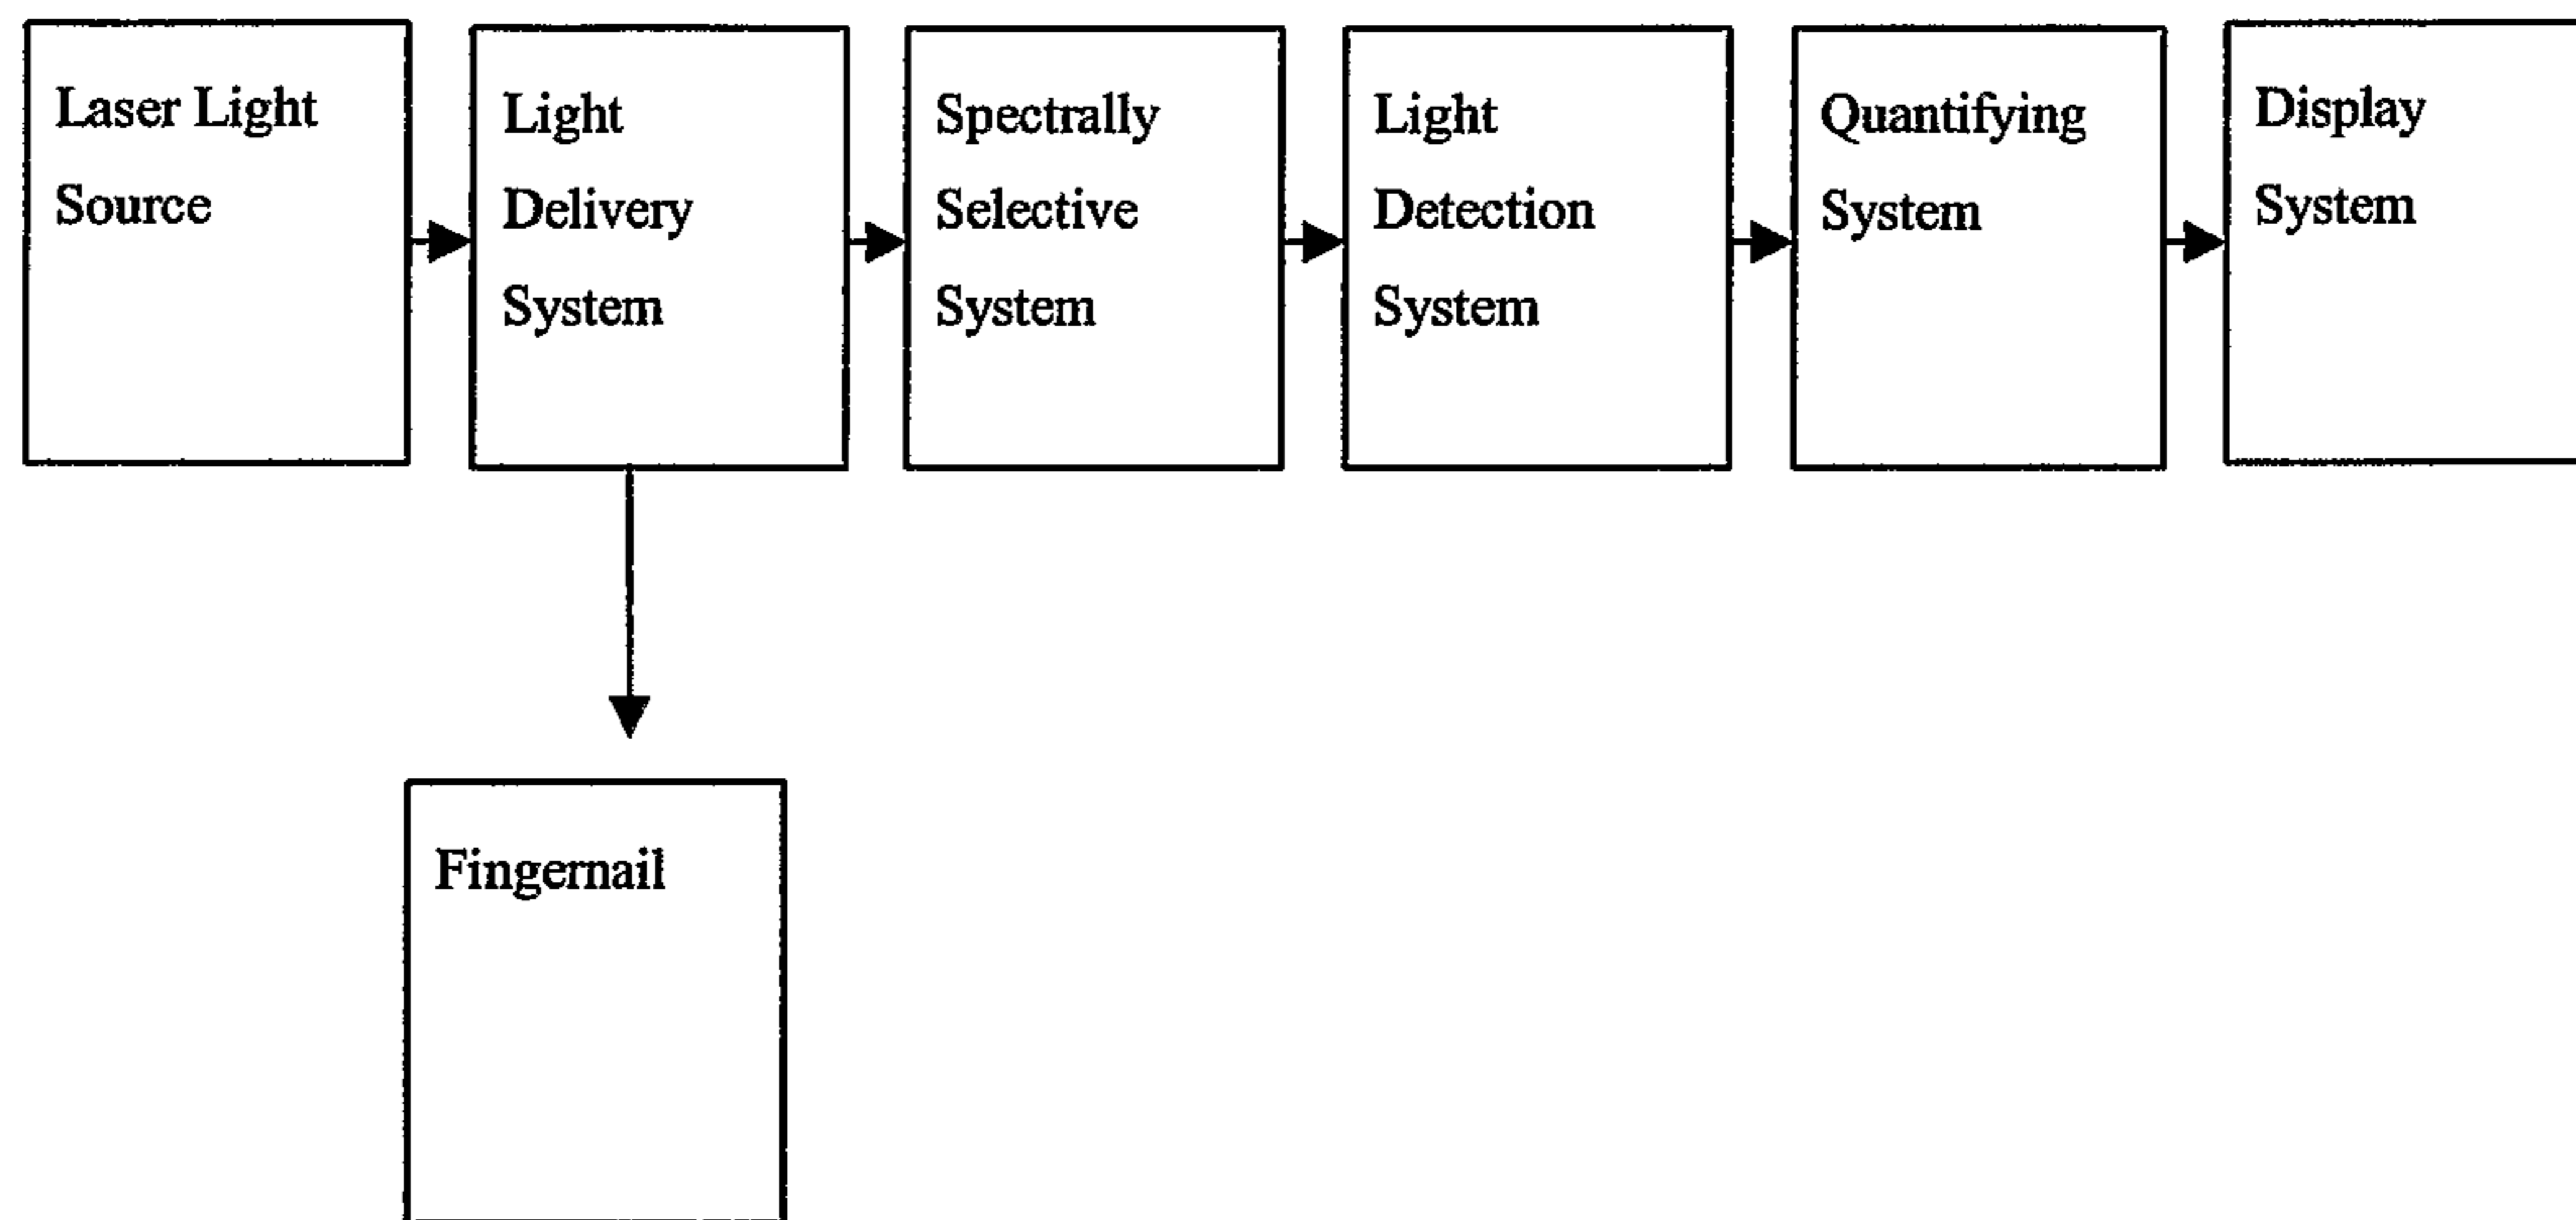 Laser Light
Source
Light
Delivery
System
Spectrally
Selective
System
Light
Detection
System
Quantifying
System
Display
System
Fingernail